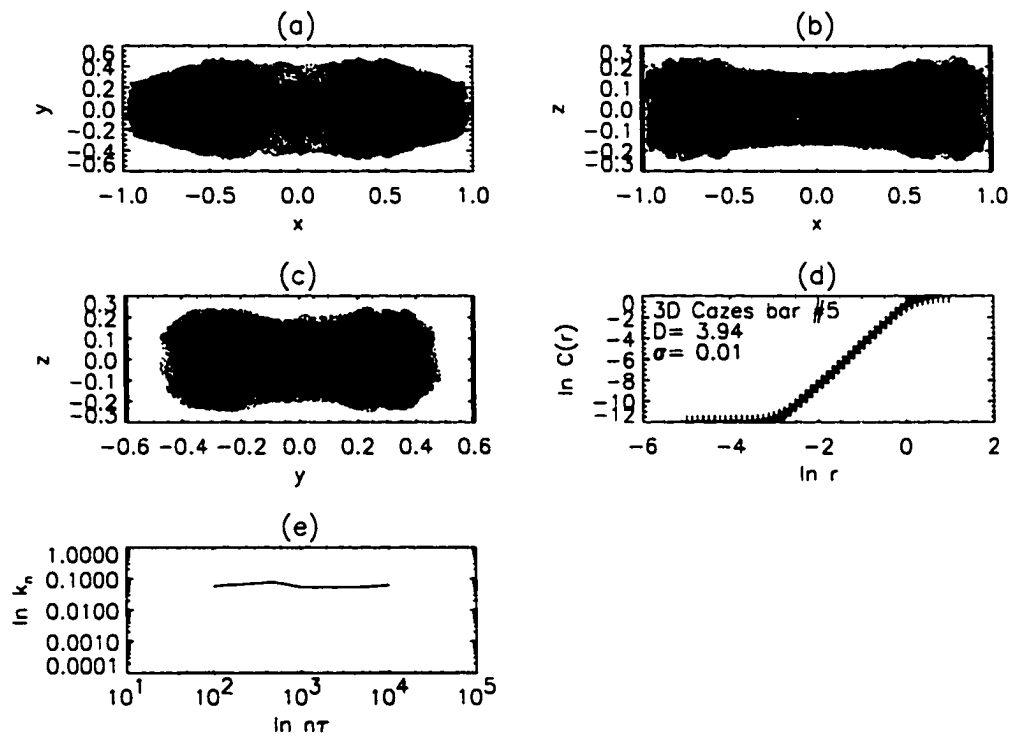 (a)
0.6
0.4
0.2
0.0
−0.2
−0.4
−0.6
y
−1.0 −0.5 0.0 0.5 1.0
x
(b)
0.3
0.2
0.1
0.0
−0.1
−0.2
−0.3
z
−1.0 −0.5 0.0 0.5 1.0
x
(c)
0.3
0.2
0.1
0.0
−0.1
−0.2
−0.3
z
−0.6 −0.4 −0.2 0.0 0.2 0.4 0.6
y
(d)
3D Cazes bar #5
D= 3.94
σ= 0.01
0
−2
−4
−6
−8
−10
−12
ln C(r)
−6 −4 −2 0 2
ln r
(e)
1.0000
0.1000
0.0100
0.0010
0.0001
ln kₙ
10¹ 10² 10³ 10⁴ 10⁵
ln nτ